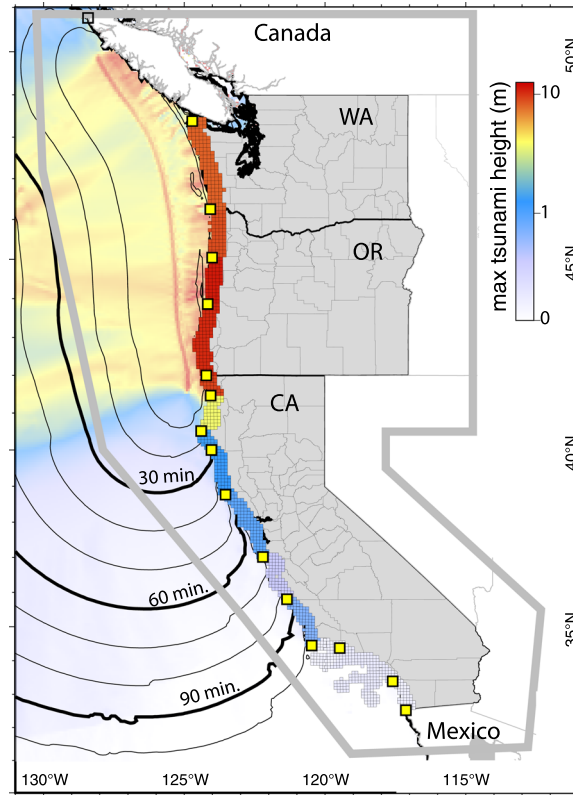 Canada
50°N
WA
max tsunami height (m)
10
1
0
OR
45°N
CA
40°N
30 min.
60 min.
35°N
90 min.
Mexico
130°W
125°W
120°W
115°W